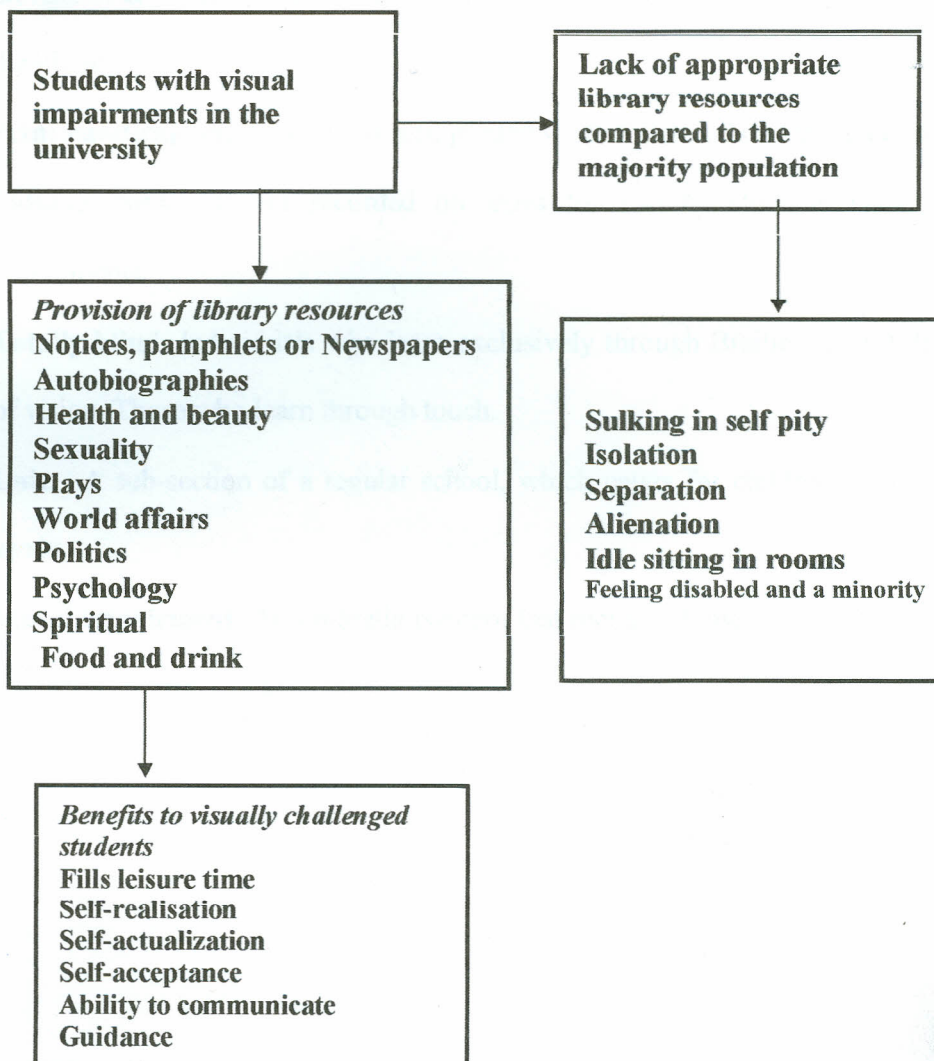 Students with visual
impairments in the
university
Lack of appropriate
library resources
compared to the
majority population
Provision of library resources
Notices, pamphlets or Newspapers
Autobiographies
Health and beauty
Sexuality
Plays
World affairs
Politics
Psychology
Spiritual
Food and drink
Sulking in self pity
Isolation
Separation
Alienation
Idle sitting in rooms
Feeling disabled and a minority
Benefits to visually challenged
students
Fills leisure time
Self-realisation
Self-actualization
Self-acceptance
Ability to communicate
Guidance